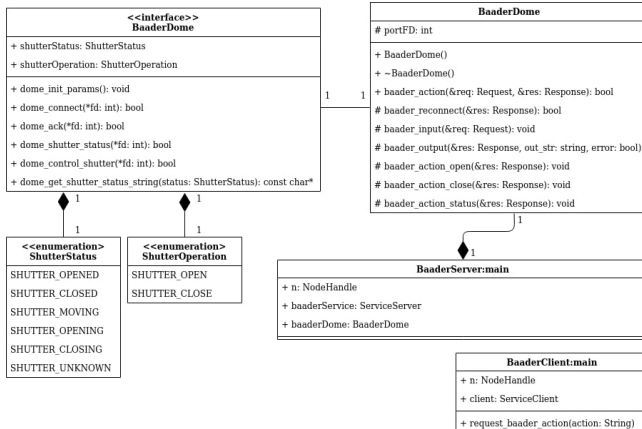 <<interface>>
BaaderDome
+ shutterStatus: ShutterStatus
+ shutterOperation: ShutterOperation
+ dome_init_params(): void
+ dome_connect(*fd: int): bool
+ dome_ack(*fd: int): bool
+ dome_shutter_status(*fd: int): bool
+ dome_control_shutter(*fd: int): bool
+ dome_get_shutter_status_string(status: ShutterStatus): const char*
1
1
BaaderDome
# portFD: int
+ BaaderDome()
+ ~BaaderDome()
+ baader_action(&req: Request, &res: Response): bool
# baader_reconnect(&res: Response): bool
# baader_input(&req: Request): void
# baader_output(&res: Response, out_str: string, error: bool)
# baader_action_open(&res: Response): void
# baader_action_close(&res: Response): void
# baader_action_status(&res: Response): void
1
1
1
1
<<enumeration>>
ShutterStatus
SHUTTER_OPENED
SHUTTER_CLOSED
SHUTTER_MOVING
SHUTTER_OPENING
SHUTTER_CLOSING
SHUTTER_UNKNOWN
<<enumeration>>
ShutterOperation
SHUTTER_OPEN
SHUTTER_CLOSE
1
1
BaaderServer:main
+ n: NodeHandle
+ baaderService: ServiceServer
+ baaderDome: BaaderDome
BaaderClient:main
+ n: NodeHandle
+ client: ServiceClient
+ request_baader_action(action: String)